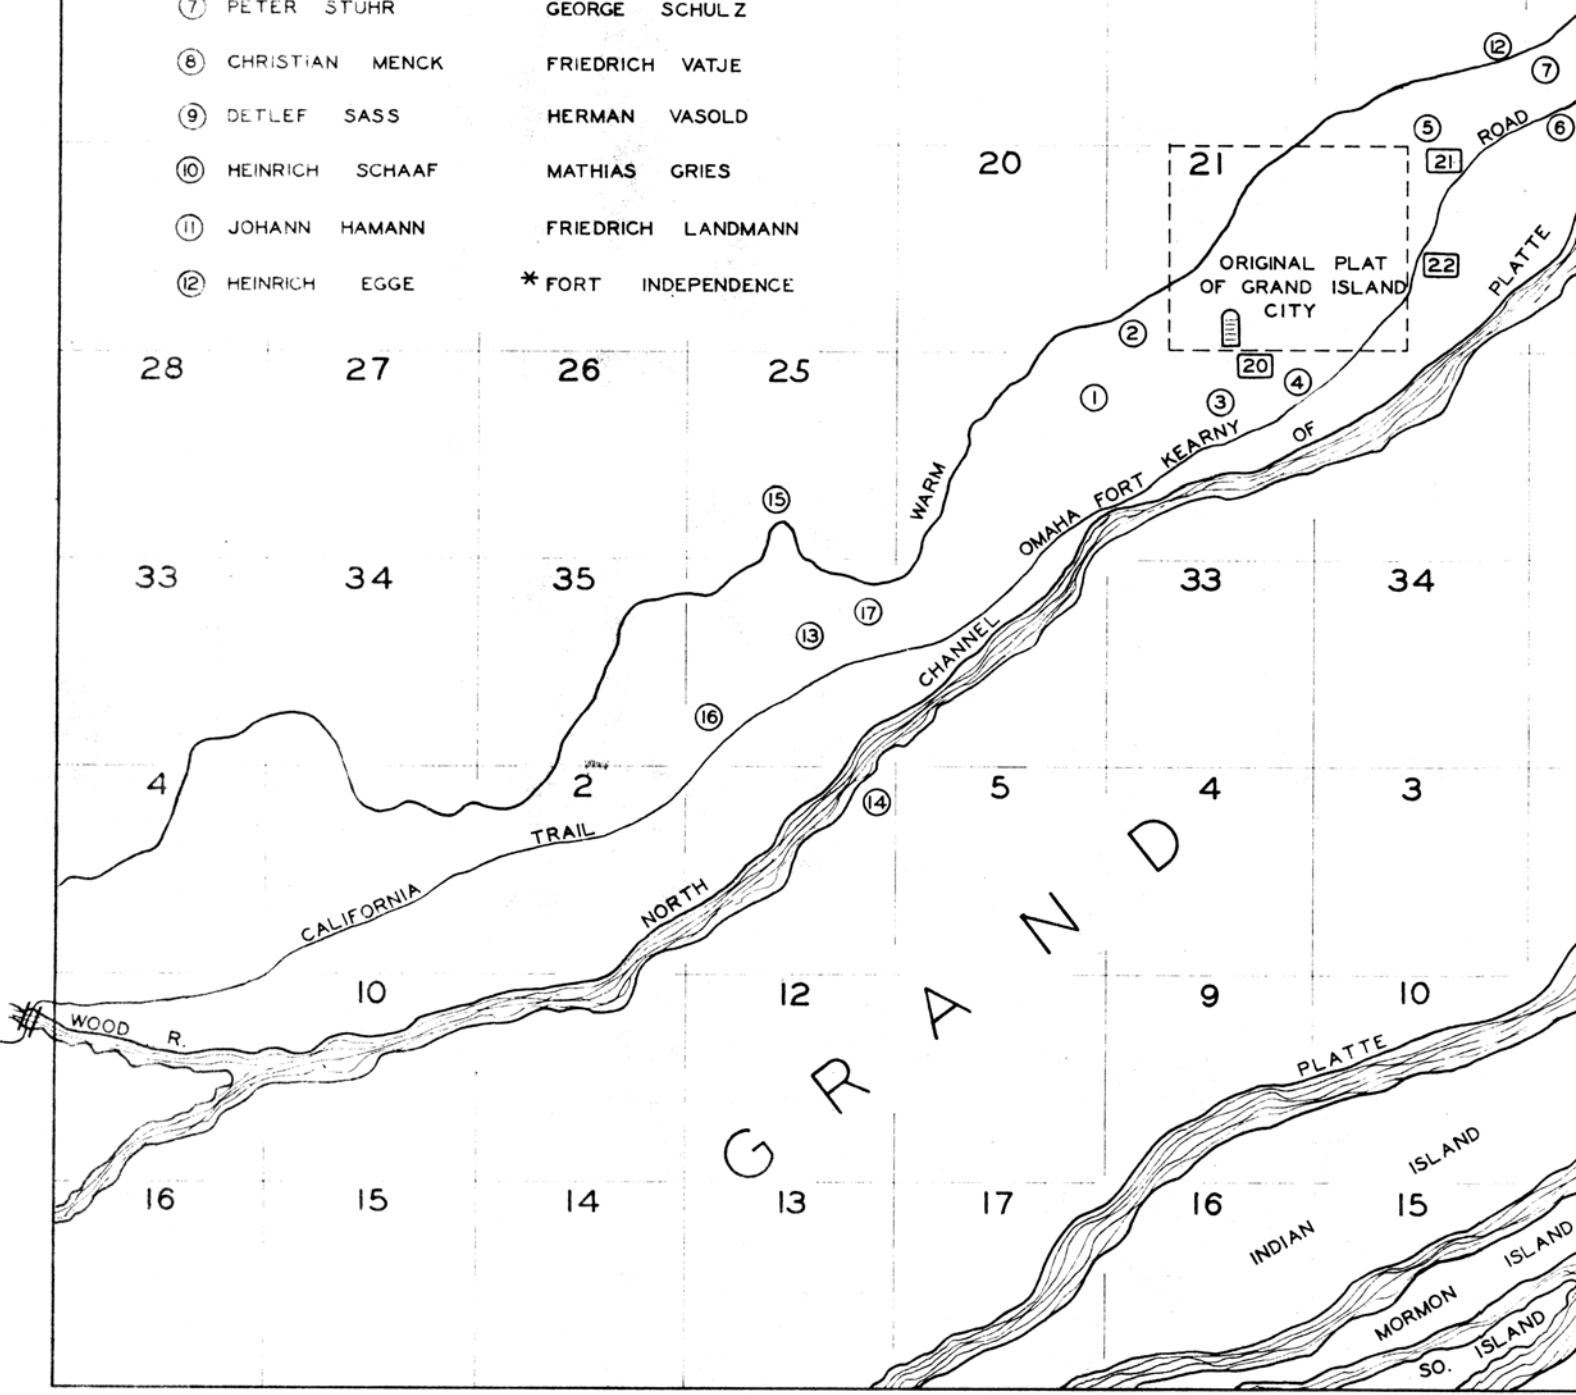 7 PETER STUHR GEORGE SCHULZ
8 CHRISTIAN MENCK FRIEDRICH VATJE
9 DETLEF SASS HERMAN VASOLD
10 HEINRICH SCHAAF MATHIAS GRIES
11 JOHANN HAMANN FRIEDRICH LANDMANN
12 HEINRICH EGGE * FORT INDEPENDENCE
12
7
5
6
ROAD
21
20
21
22
PLATTE
ORIGINAL PLAT
OF GRAND ISLAND
CITY
2
28
27
26
25
20
1
3
4
OF
OMAHA FORT KEARNY
WARM
15
33
34
35
33
34
17
13
CHANNEL
16
4
2
5
4
3
14
TRAIL
CALIFORNIA
NORTH
GRAND
10
12
9
10
WOOD R.
PLATTE
16
15
14
13
17
16
15
INDIAN ISLAND
MORMON ISLAND
SO. ISLAND